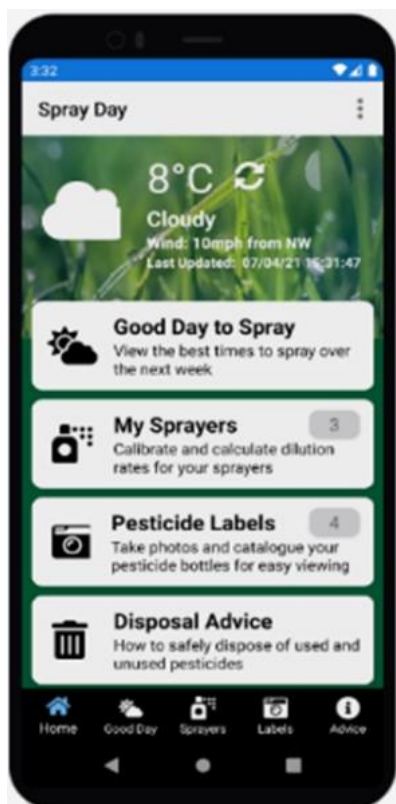 3:32
Spray Day
8°C
Cloudy
Wind: 10mph from NW
Last Updated: 07/04/21 15:31:47
Good Day to Spray
View the best times to spray over
the next week
My Sprayers
3
Calibrate and calculate dilution
rates for your sprayers
Pesticide Labels
4
Take photos and catalogue your
pesticide bottles for easy viewing
Disposal Advice
How to safely dispose of used and
unused pesticides
Home
Good Day
Sprayers
Labels
Advice